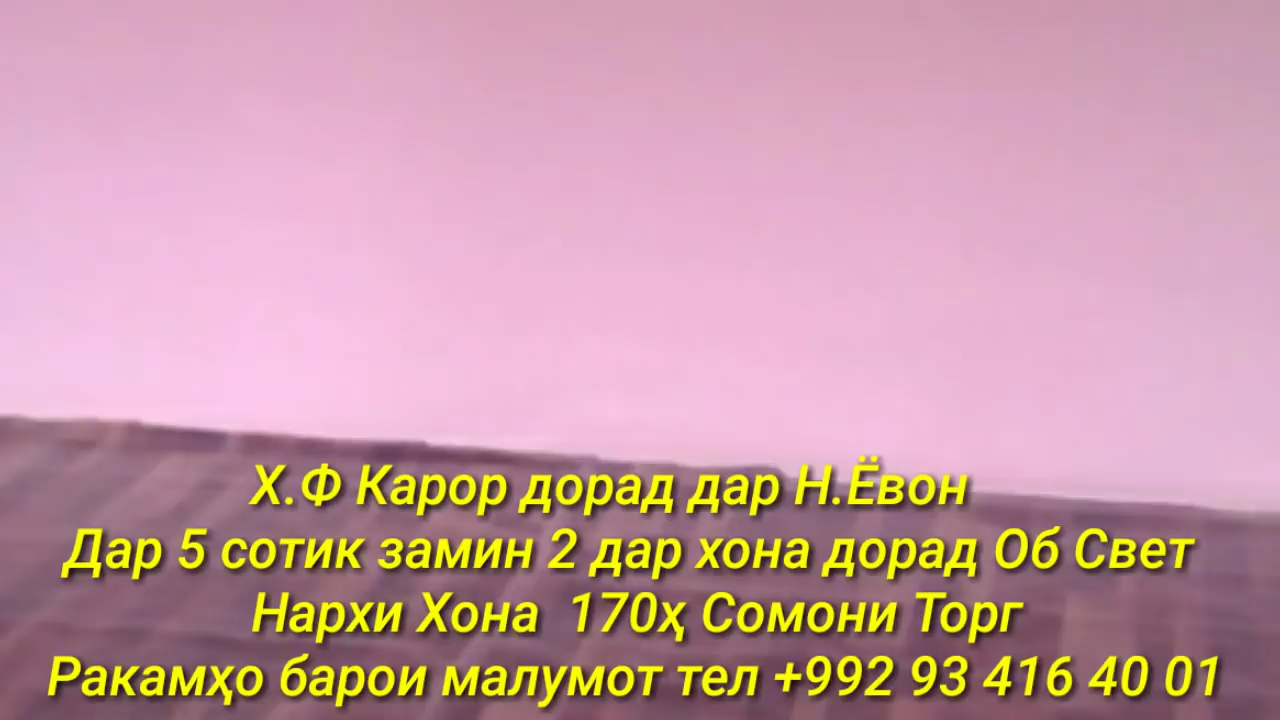 Х.Ф Карор дорад дар Н.Ёвон
Дар 5 сотик замин 2 дар хона дорад Об Свет
Нархи Хона 170ҳ Сомони Торг
Ракамҳо барои малумот тел +992 93 416 40 01